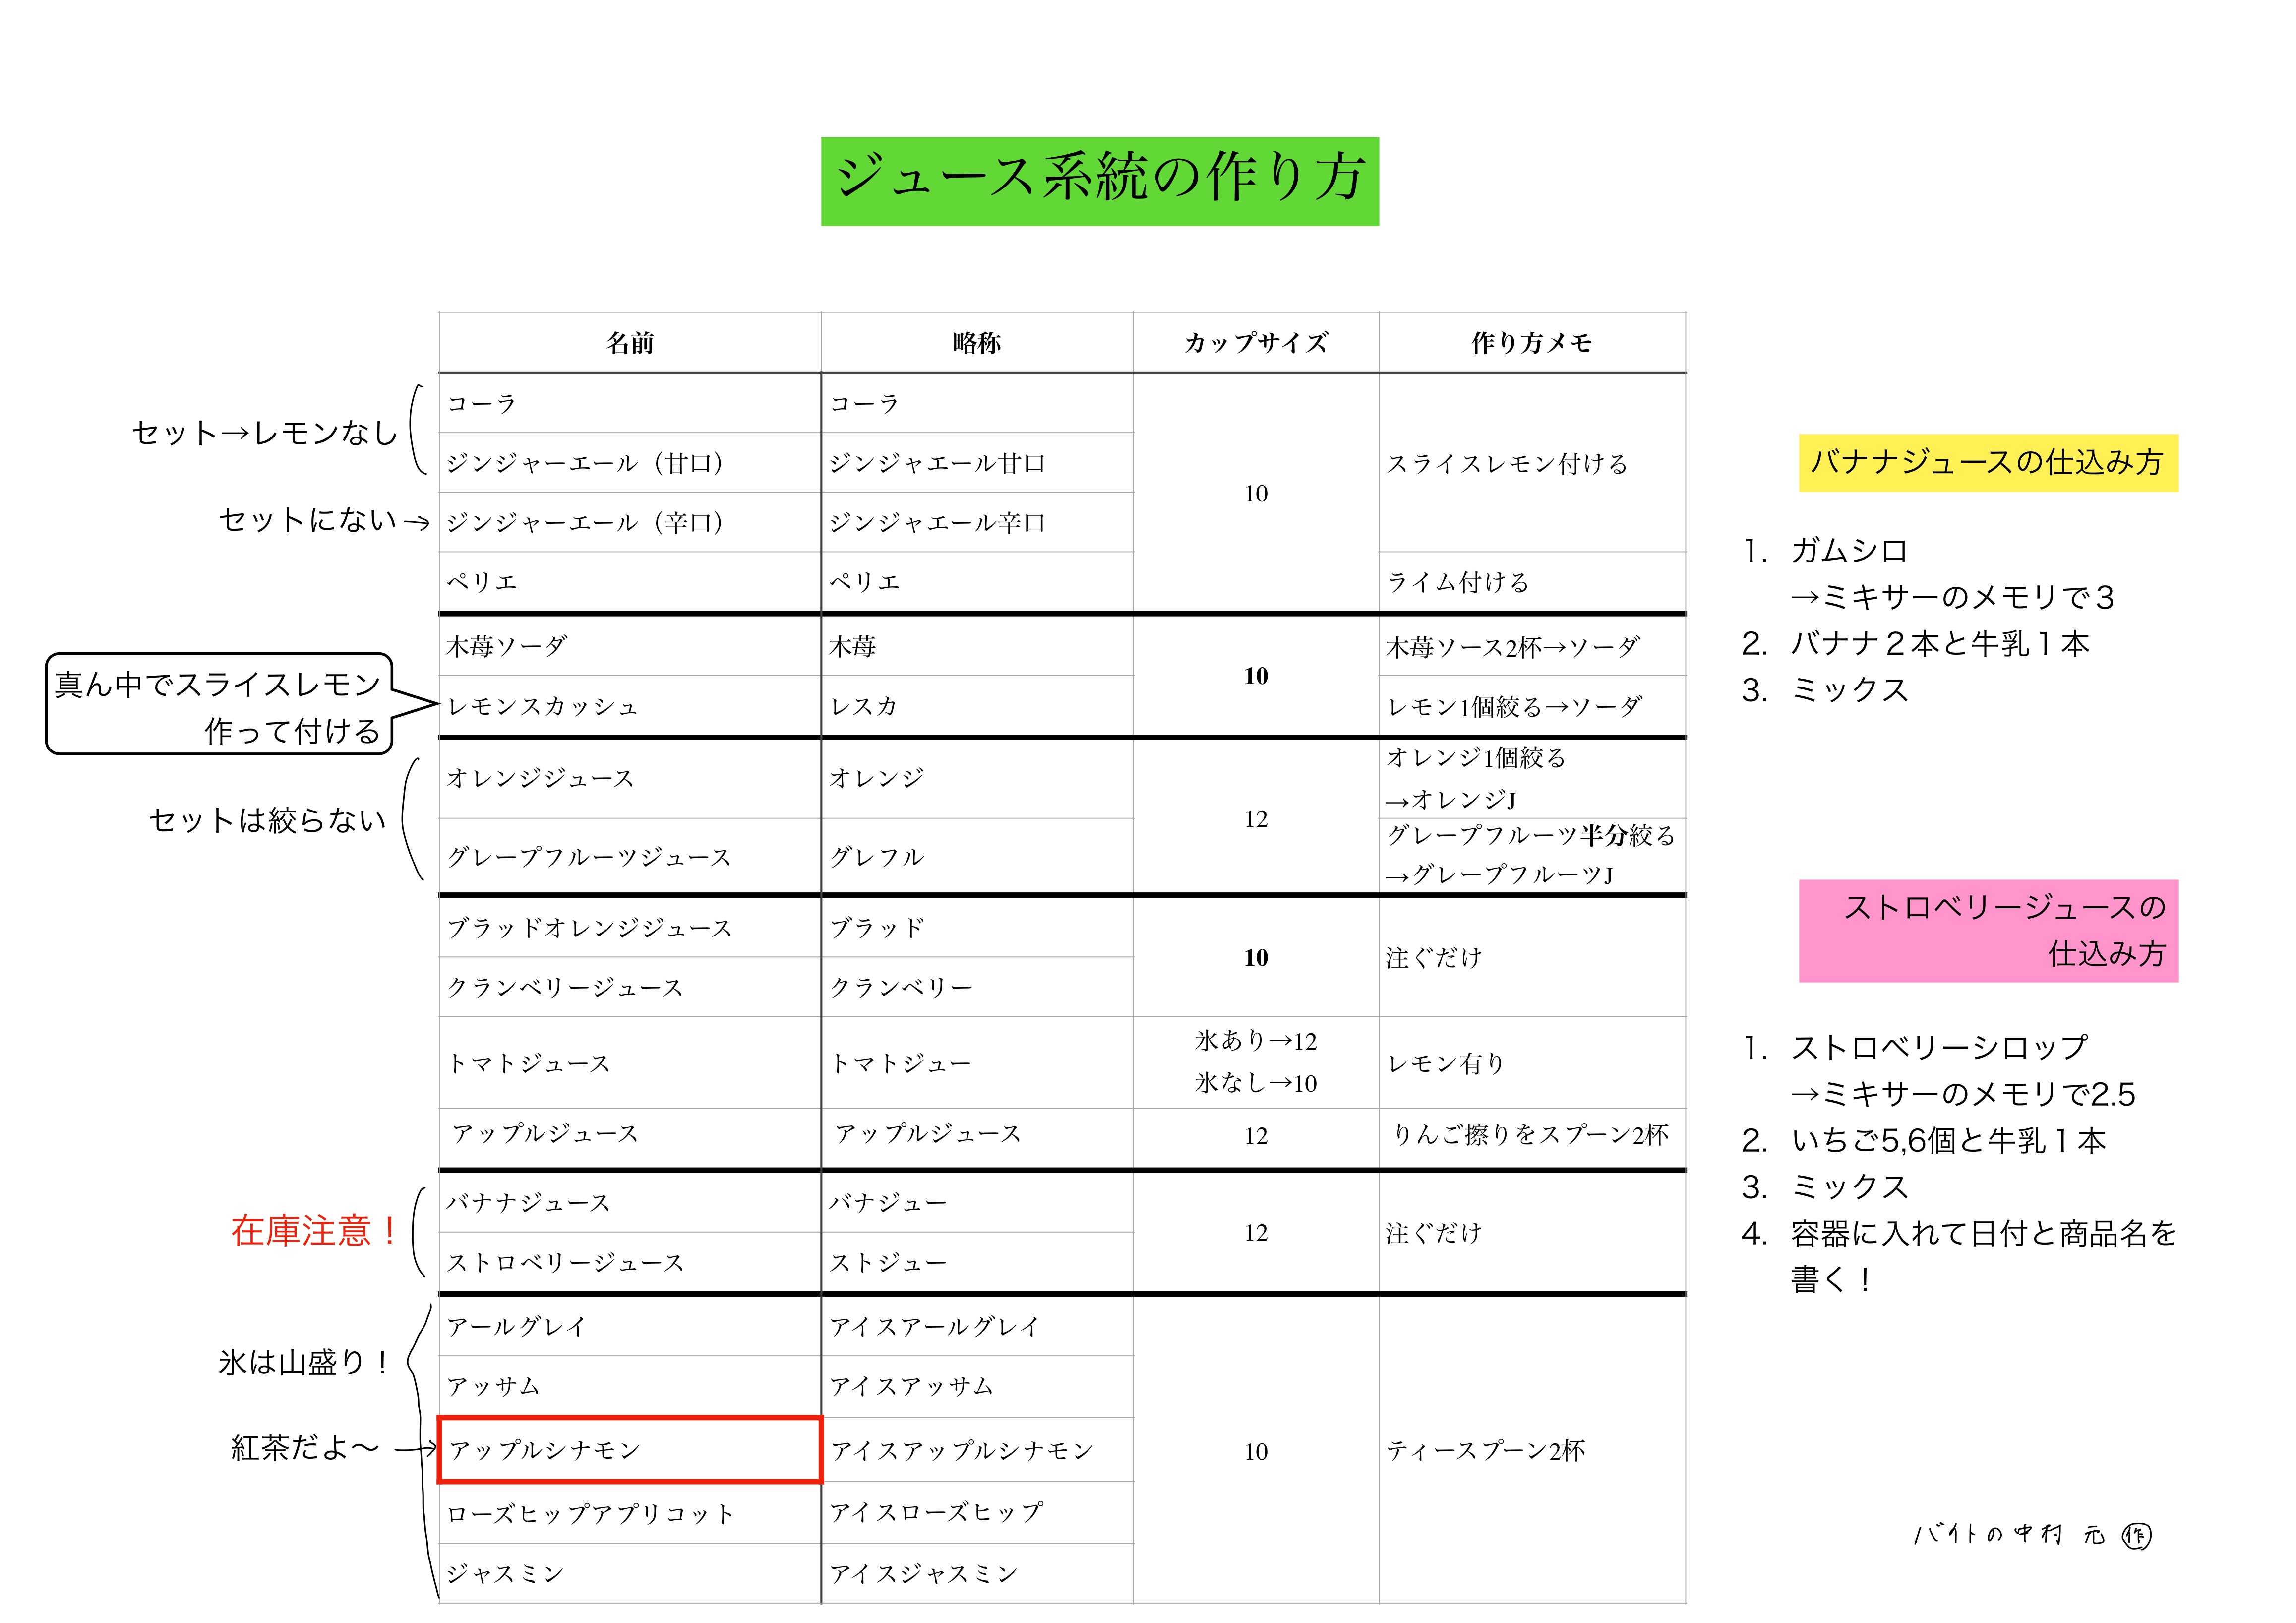 ジュース系統の作り方
名前 略称 カップサイズ 作り方メモ
セット→レモンなし
コーラ コーラ
ジンジャーエール（甘口） ジンジャエール甘口
セットにない→
ジンジャーエール（辛口） ジンジャエール辛口
10
スライスレモン付ける
ペリエ ペリエ ライム付ける
木苺ソーダ 木苺 木苺ソース2杯→ソーダ
10
真ん中でスライスレモン
作って付ける
レモンスカッシュ レスカ レモン1個絞る→ソーダ
セットは絞らない
オレンジジュース オレンジ
オレンジ1個絞る
→オレンジJ
12
グレープフルーツジュース グレフル
グレープフルーツ半分絞る
→グレープフルーツJ
ブラッドオレンジジュース ブラッド
クランベリージュース クランベリー
10 注ぐだけ
トマトジュース トマトジュー
氷あり→12
氷なし→10
レモン有り
アップルジュース アップルジュース 12 りんご擦りをスプーン2杯
在庫注意！
バナナジュース バナジュー
ストロベリージュース ストジュー
12 注ぐだけ
氷は山盛り！
アールグレイ アイスアールグレイ
アッサム アイスアッサム
紅茶だよ〜→
アップルシナモン アイスアップルシナモン 10 ティースプーン2杯
ローズヒップアプリコット アイスローズヒップ
ジャスミン アイスジャスミン
バナナジュースの仕込み方
1. ガムシロ
→ミキサーのメモリで３
2. バナナ２本と牛乳１本
3. ミックス
ストロベリージュースの
仕込み方
1. ストロベリーシロップ
→ミキサーのメモリで2.5
2. いちご5,6個と牛乳１本
3. ミックス
4. 容器に入れて日付と商品名を
書く！
バイトの中村 元 作